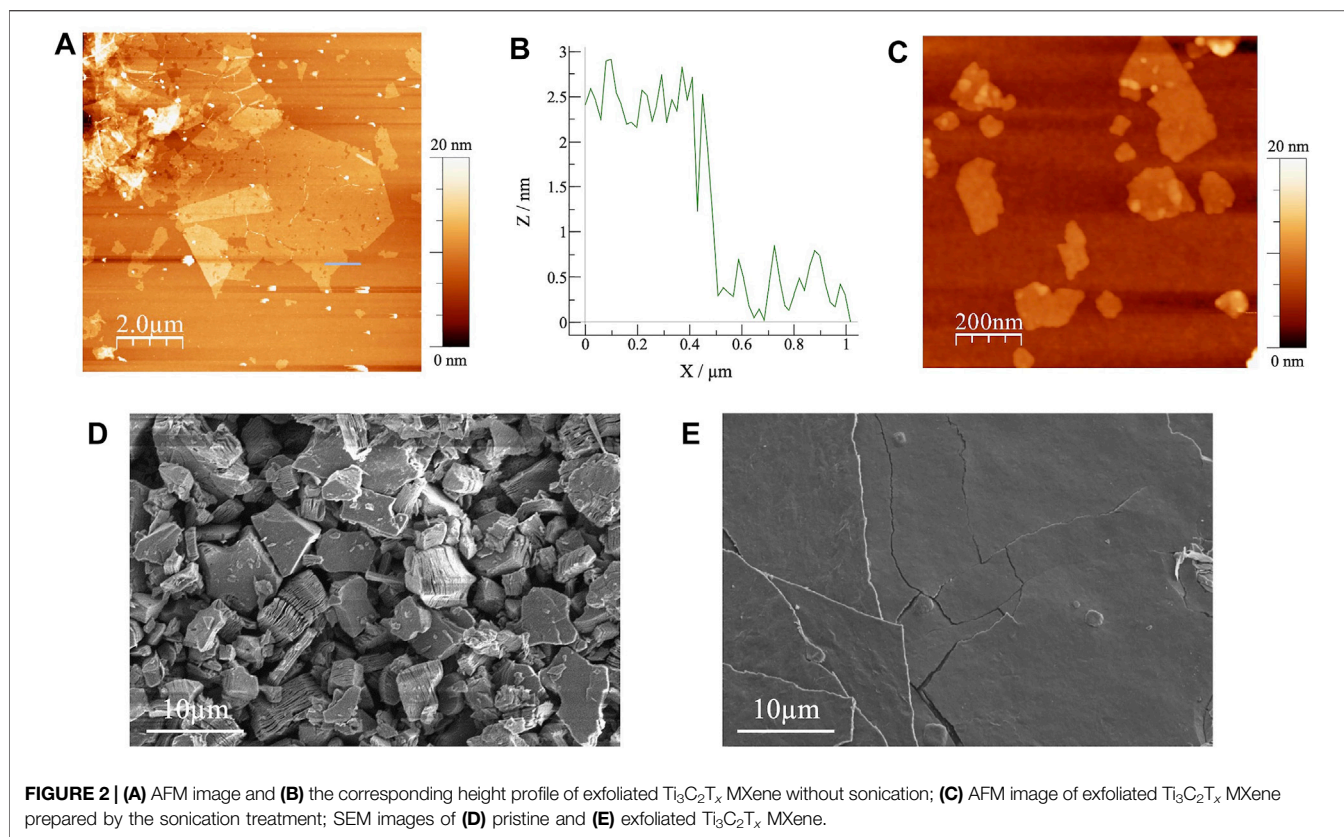 A
2.0µm
20 nm
0 nm
B
3
2.5
2
1.5
1
0.5
0
Z / nm
0 0.2 0.4 0.6 0.8 1
X / µm
C
200nm
20 nm
0 nm
D
10µm
E
10µm
FIGURE 2 | (A) AFM image and (B) the corresponding height profile of exfoliated Ti₃C₂Tₓ MXene without sonication; (C) AFM image of exfoliated Ti₃C₂Tₓ MXene
prepared by the sonication treatment; SEM images of (D) pristine and (E) exfoliated Ti₃C₂Tₓ MXene.